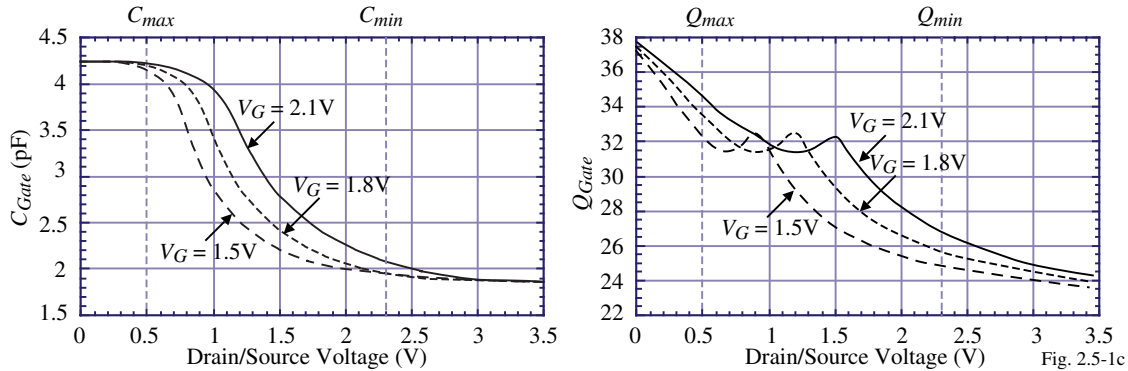 Cmax
Cmin
4.5
4
3.5
3
2.5
2
1.5
CGate (pF)
VG = 2.1V
VG = 1.8V
VG = 1.5V
0
0.5
1.0
1.5
2
2.5
3
3.5
Drain/Source Voltage (V)
Qmax
Qmin
38
36
34
32
30
28
26
24
22
QGate
VG = 2.1V
VG = 1.8V
VG = 1.5V
0
0.5
1
1.5
2
2.5
3
3.5
Drain/Source Voltage (V)
Fig. 2.5-1c